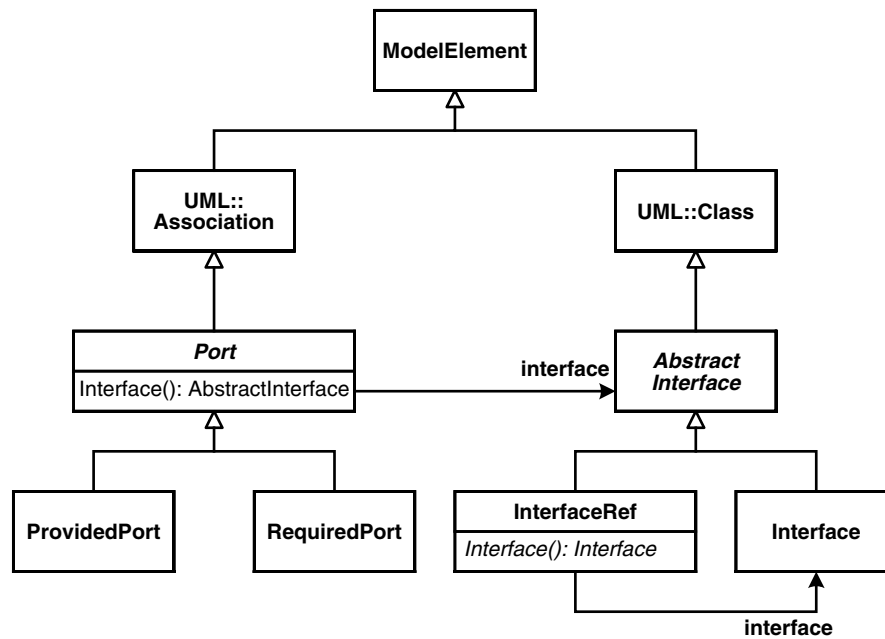 ModelElement
UML::
Association
UML::Class
Port
Interface(): AbstractInterface
interface
Abstract
Interface
ProvidedPort
RequiredPort
InterfaceRef
Interface(): Interface
Interface
interface